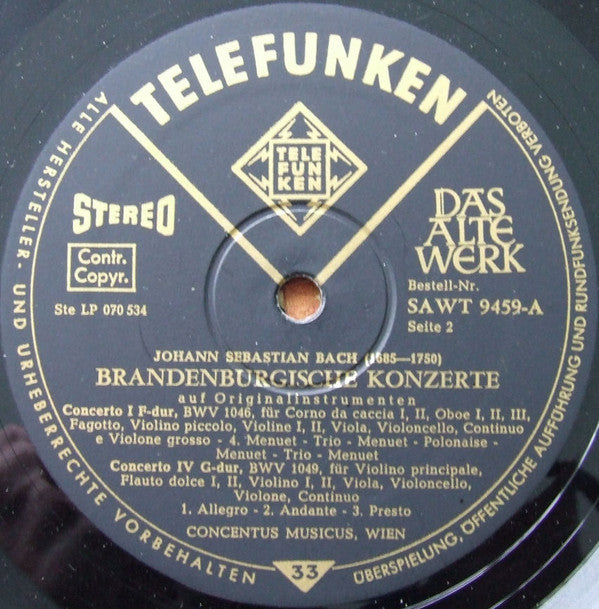 TELEFUNKEN
TELE
FUN
KEN
STEREO
Contr.
Copyr.
Ste LP 070 534
DAS
ALTE
WERK
Bestell-Nr.
SAWT 9459-A
Seite 2
JOHANN SEBASTIAN BACH (1685—1750)
BRANDENBURGISCHE KONZERTE
auf Originalinstrumenten
Concerto I F-dur, BWV 1046, für Corno da caccia I, II, Oboe I, II, III,
Fagotto, Violino piccolo, Violine I, II, Viola, Violoncello, Continuo
e Violone grosso - 4. Menuet - Trio - Menuet - Polonaise -
Menuet - Trio - Menuet
Concerto IV G-dur, BWV 1049, für Violino principale,
Flauto dolce I, II, Violino I, II, Viola, Violoncello,
Violone, Continuo
1. Allegro - 2. Andante - 3. Presto
CONCENTUS MUSICUS, WIEN
33
ALLE HERSTELLER- UND URHEBERRECHTE VORBEHALTEN
ÜBERSPIELUNG, ÖFFENTLICHE AUFFÜHRUNG UND RUNDFUNKSENDUNG VERBOTEN